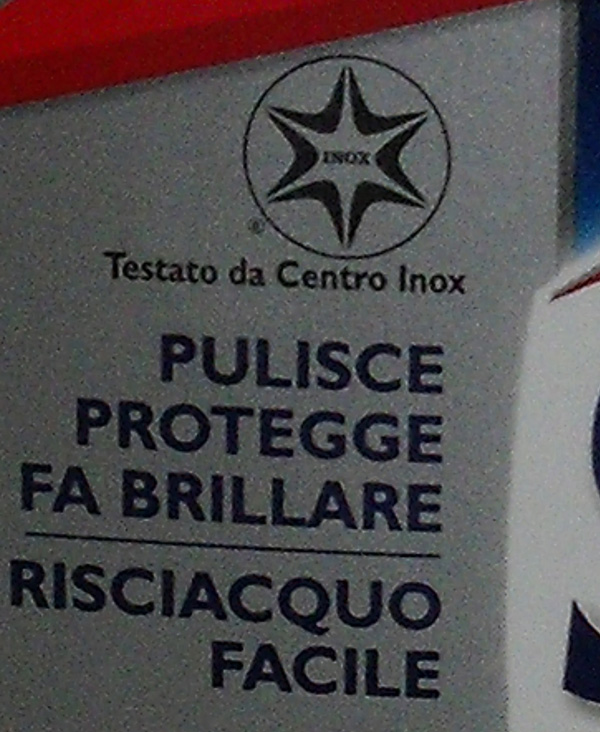 INOX
®
Testato da Centro Inox
PULISCE
PROTEGGE
FA BRILLARE
RISCIACQUO
FACILE